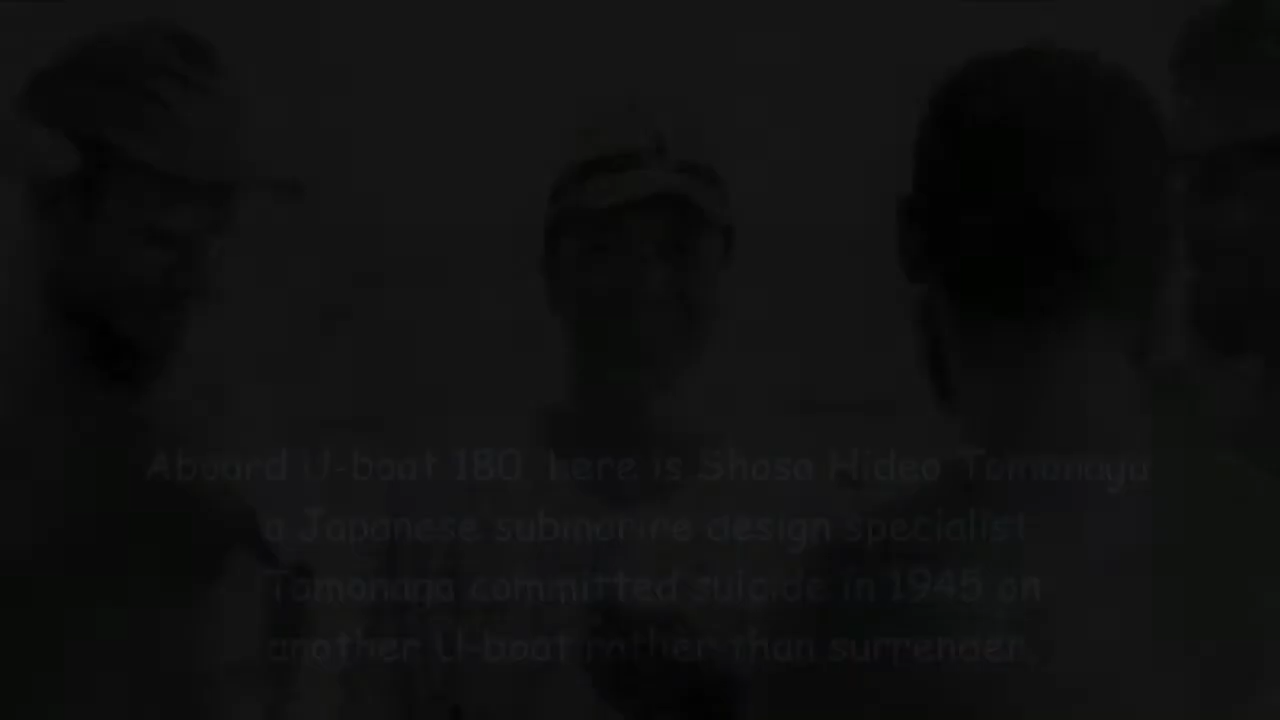 Aboard U-boat 180 here is Shosa Hideo Tomonaga
a Japanese submarine design specialist
Tomonaga committed suicide in 1945 on
another U-boat rather than surrender.